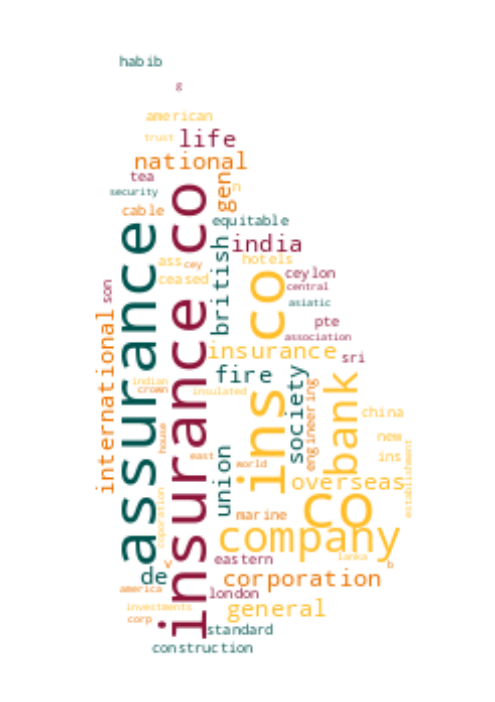 habib
g
american
trust
life
national
tea
gen
n
security
cable
assurance
insurance co
equitable
india
british
hotels
ass
cey
ceased
ins co
ceylon
central
son
asiatic
pte
association
international
insurance
sri
fire
indian
crown
insulated
society
engineering
bank
china
house
new
union
east
world
ins
overseas
establishment
co
marine
corporation
company
eastern
lanka
v
b
de
corporation
america
london
investments
general
corp
standard
construction